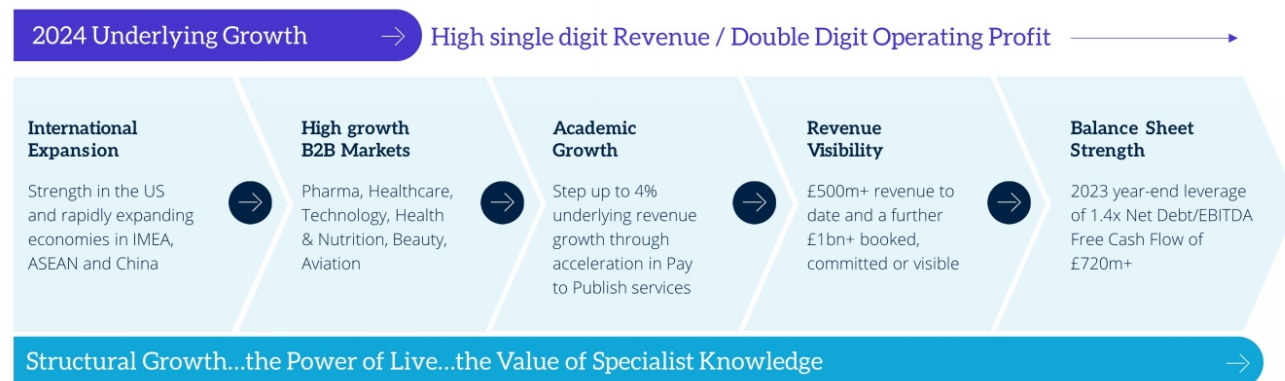 2024 Underlying Growth
High single digit Revenue / Double Digit Operating Profit
International
Expansion
Strength in the US
and rapidly expanding
economies in IMEA,
ASEAN and China
High growth
B2B Markets
Pharma, Healthcare,
Technology, Health
& Nutrition, Beauty,
Aviation
Academic
Growth
Step up to 4%
underlying revenue
growth through
acceleration in Pay
to Publish services
Revenue
Visibility
£500m+ revenue to
date and a further
£1bn+ booked,
committed or visible
Balance Sheet
Strength
2023 year-end leverage
of 1.4x Net Debt/EBITDA
Free Cash Flow of
£720m+
Structural Growth...the Power of Live...the Value of Specialist Knowledge